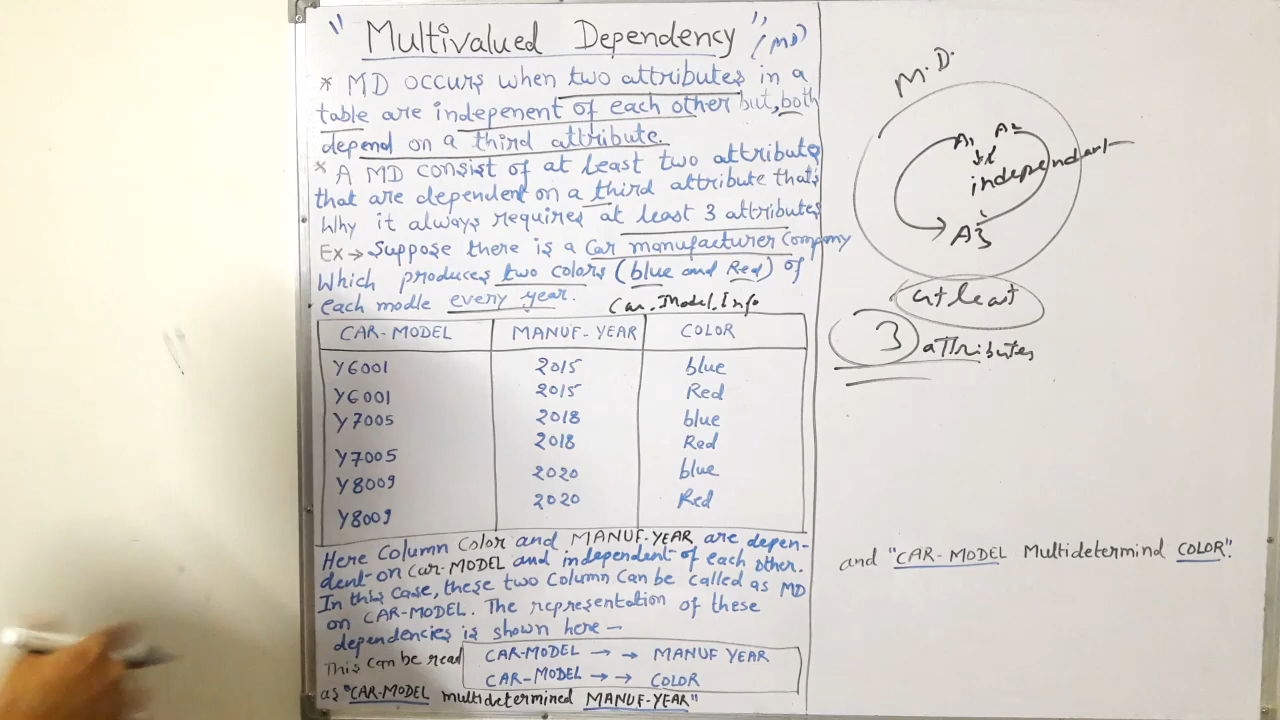 "Multivalued Dependency" (MD)
* MD occurs when two attributes in a
table are indepenent of each other but, both
depend on a third attribute.
* A MD consist of at least two attributes
that are dependent on a third attribute that's
Why it always requires at least 3 attributes
Ex → Suppose there is a Car manufacturer Company
Which produces two colors (blue and Red) of
each modle every year.
Car.Model.Info
CAR-MODEL MANUF-YEAR COLOR
Y6001 2015 blue
Y6001 2015 Red
Y7005 2018 blue
Y7005 2018 Red
Y8009 2020 blue
Y8009 2020 Red
Here Column Color and MANUF-YEAR are depen-
dent on Car-MODEL and independent of each other.
In this Case, these two Column Can be called as MD
on CAR-MODEL. The representation of these
dependencies is shown here —
CAR-MODEL → → MANUF YEAR
CAR-MODEL → → COLOR
This can be read
as "CAR-MODEL multidetermined MANUF-YEAR"
M.D.
A1 A2
independent
A3
at least
3 attributes
and "CAR-MODEL Multidetermind COLOR".